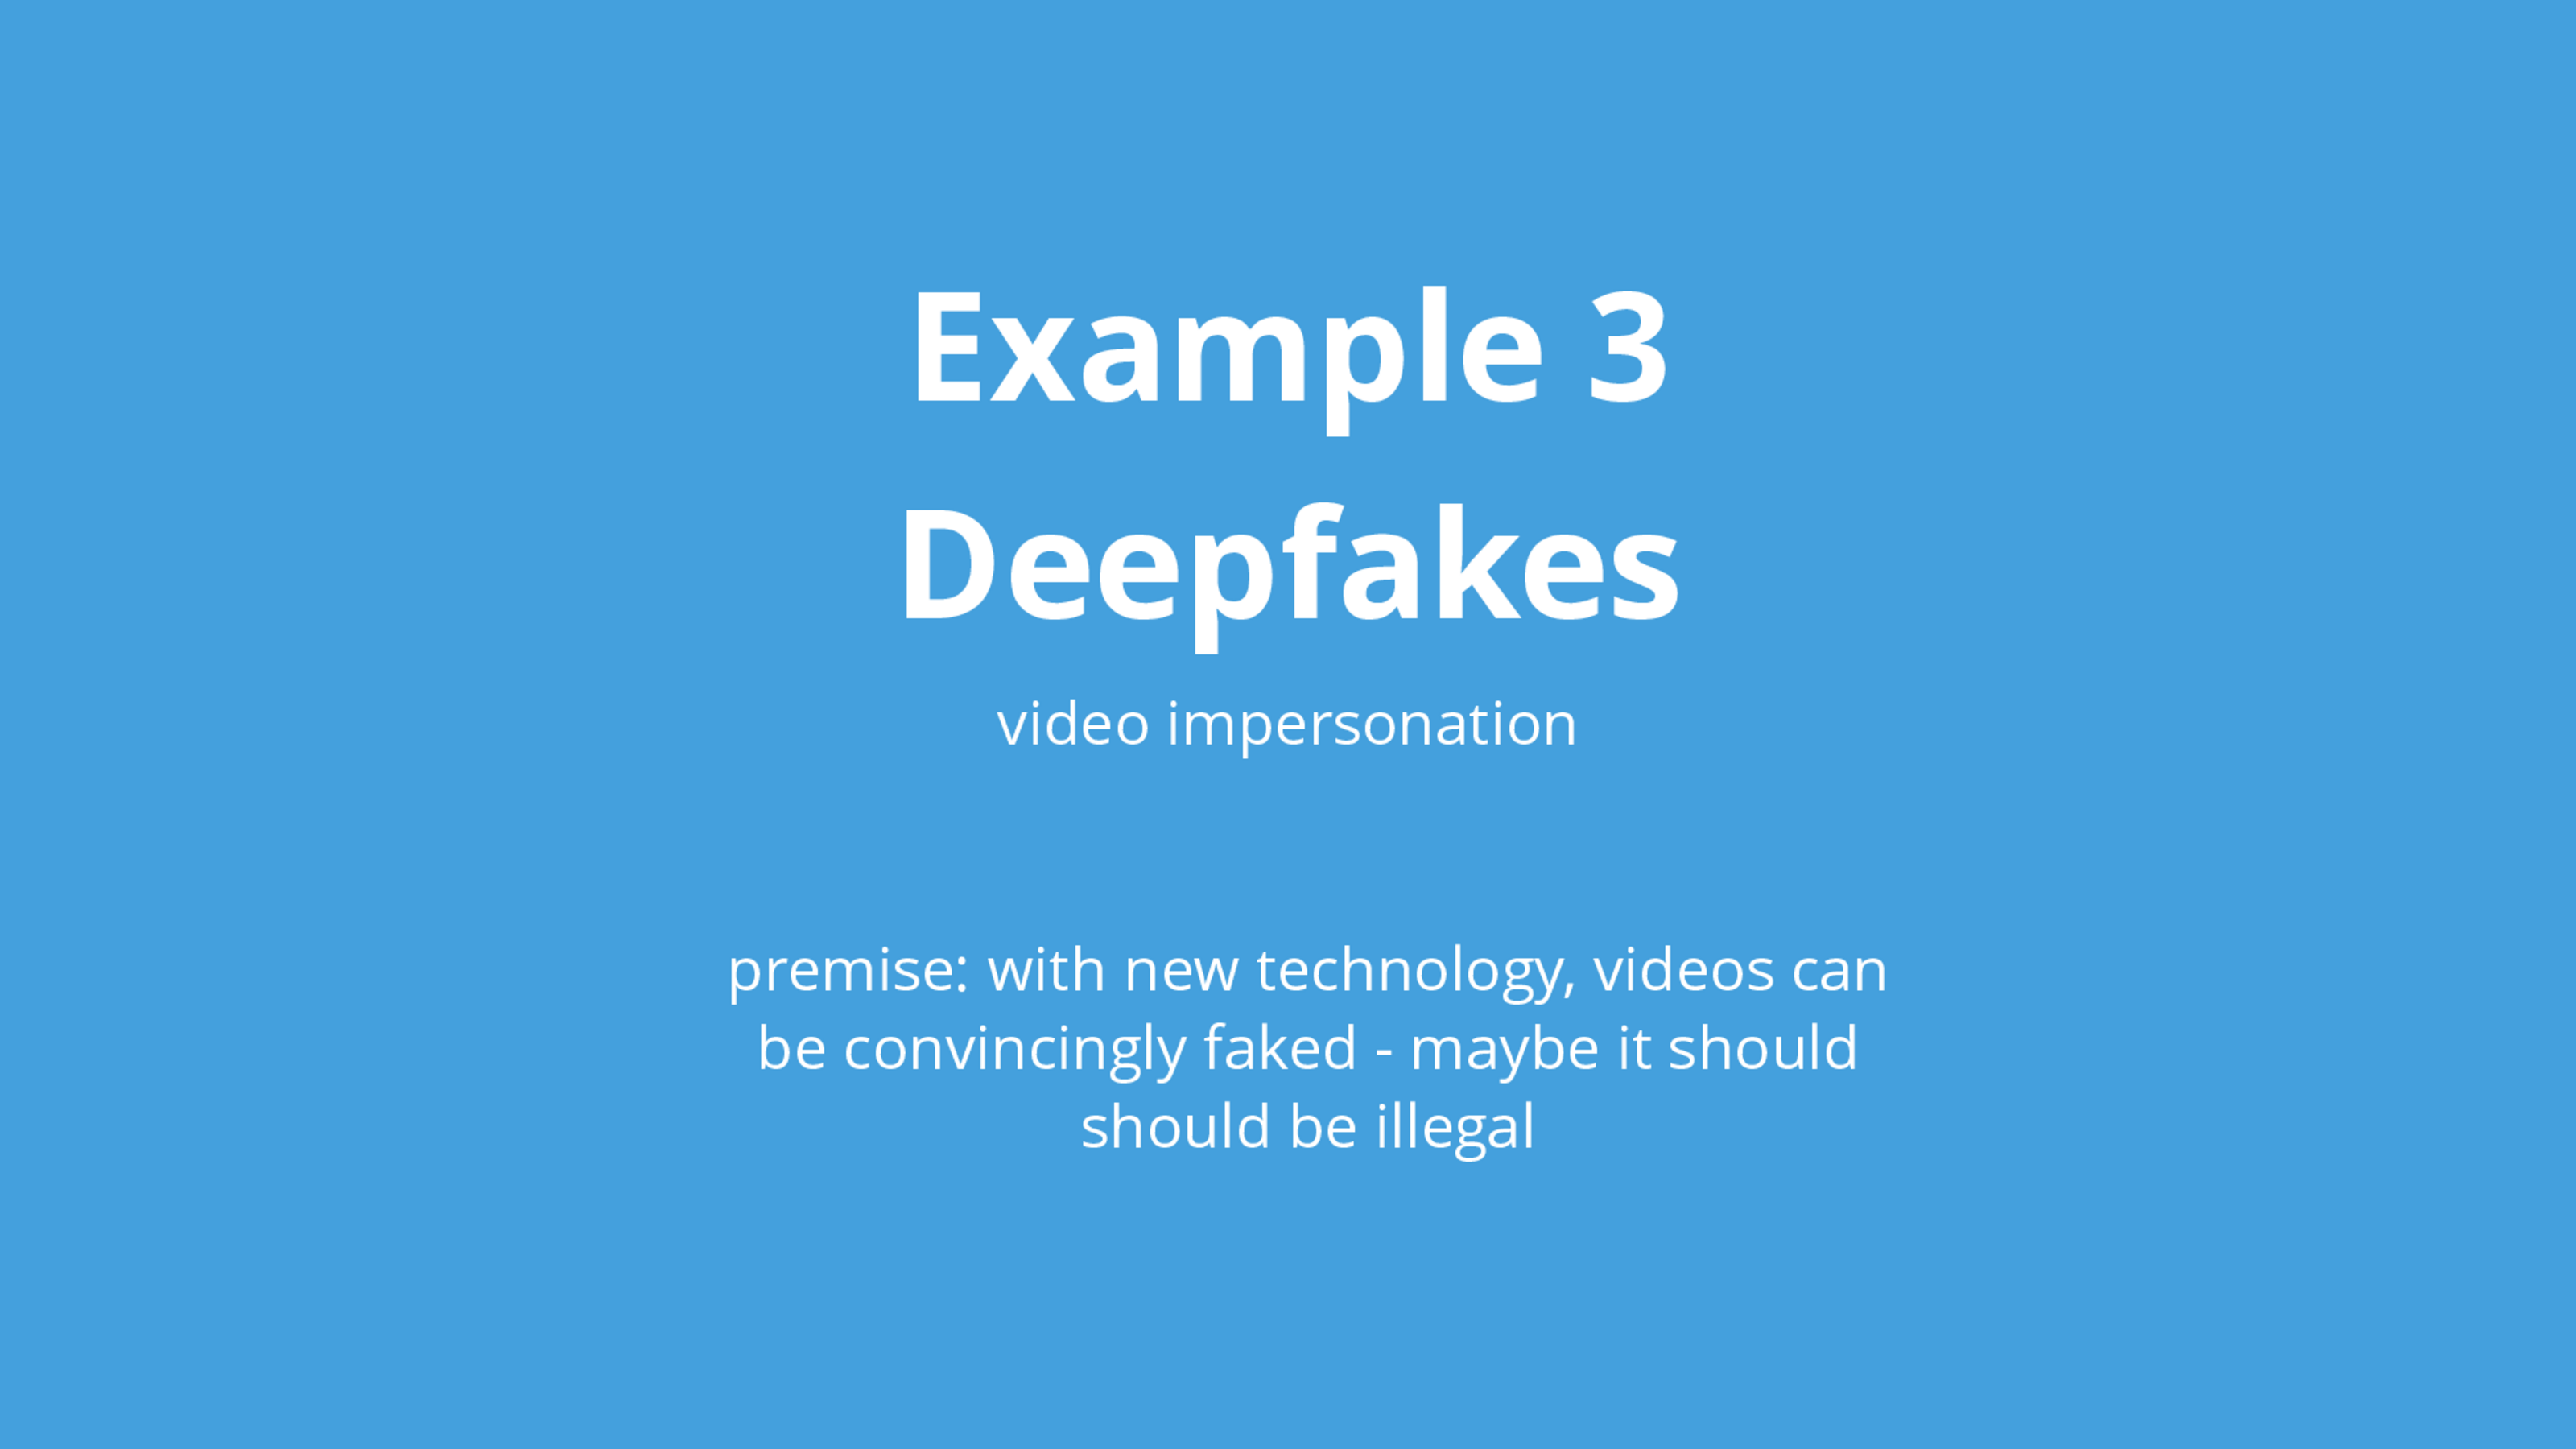 Example 3
Deepfakes
video impersonation
premise: with new technology, videos can
be convincingly faked - maybe it should
should be illegal